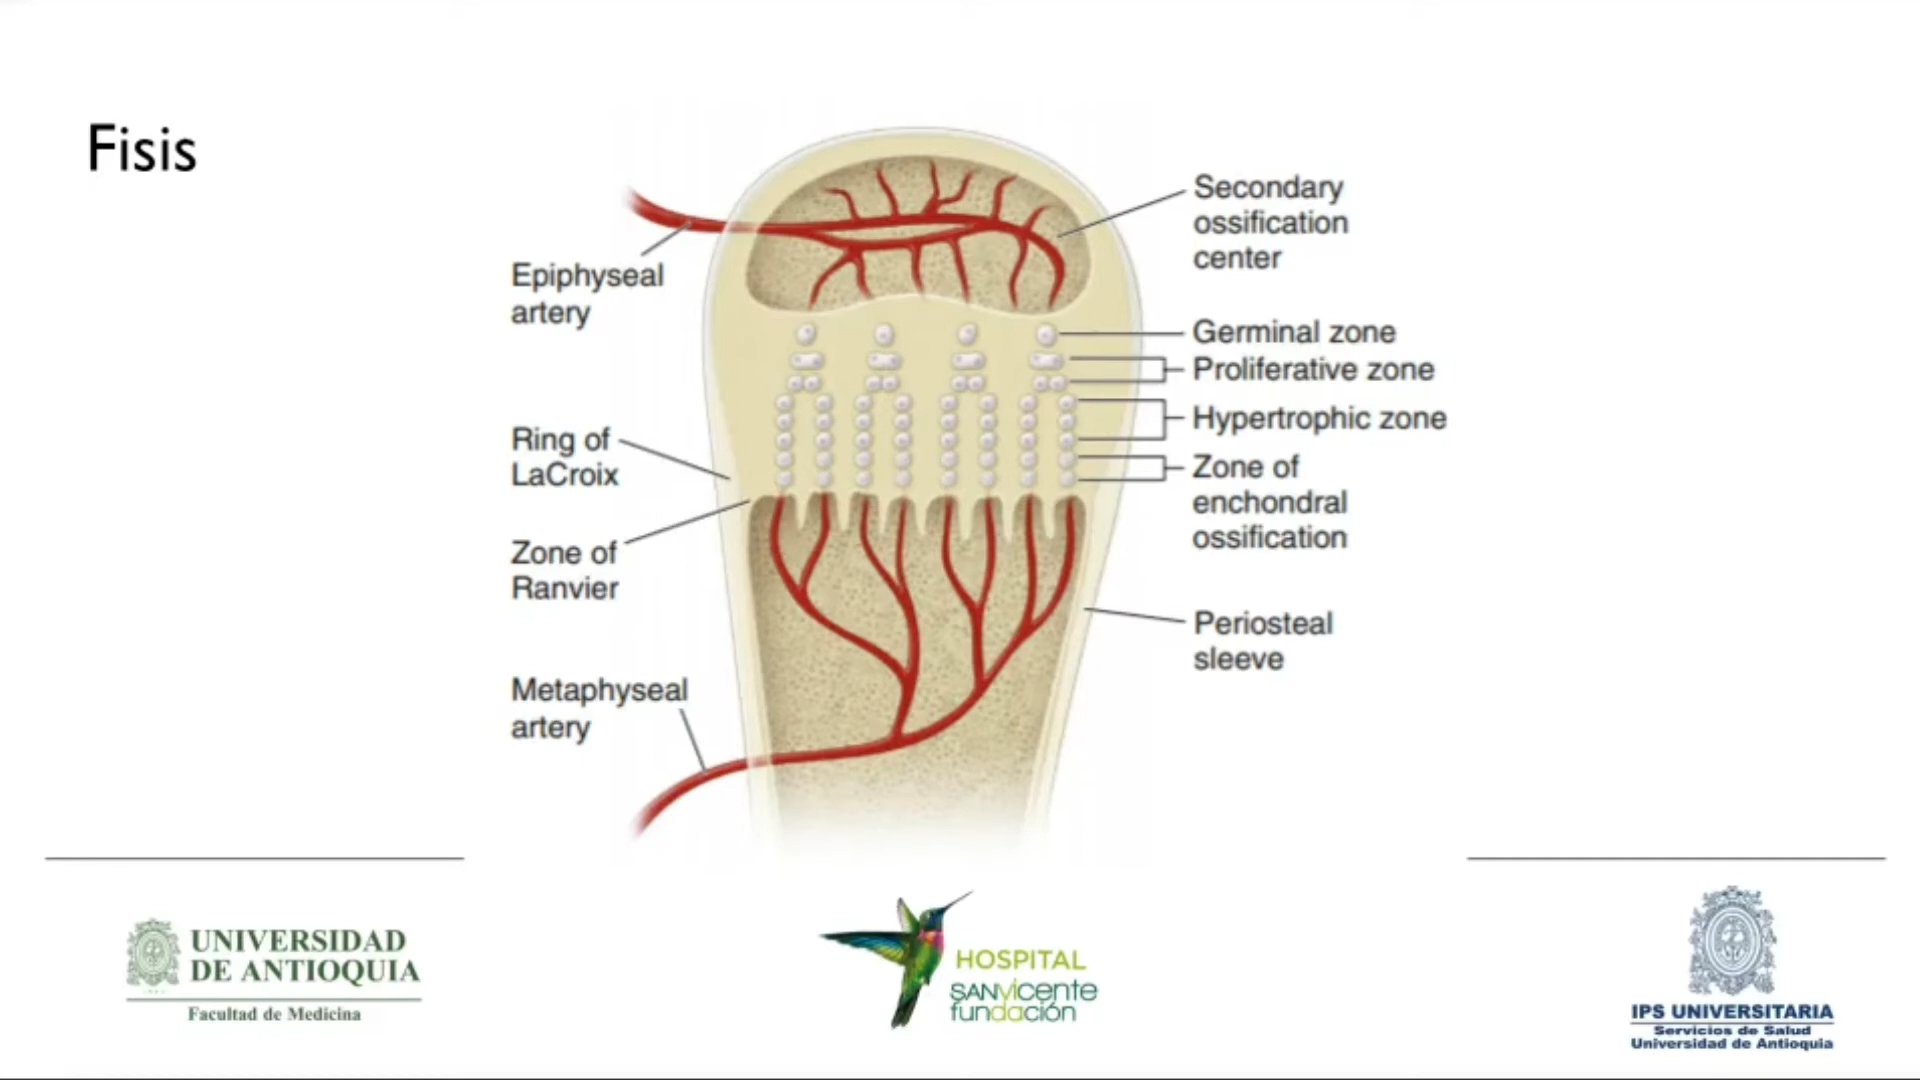 Fisis
Epiphyseal
artery
Ring of
LaCroix
Zone of
Ranvier
Metaphyseal
artery
Secondary
ossification
center
Germinal zone
Proliferative zone
Hypertrophic zone
Zone of
enchondral
ossification
Periosteal
sleeve
UNIVERSIDAD
DE ANTIOQUIA
Facultad de Medicina
HOSPITAL
SANvicente
fundación
IPS UNIVERSITARIA
Servicios de Salud
Universidad de Antioquia